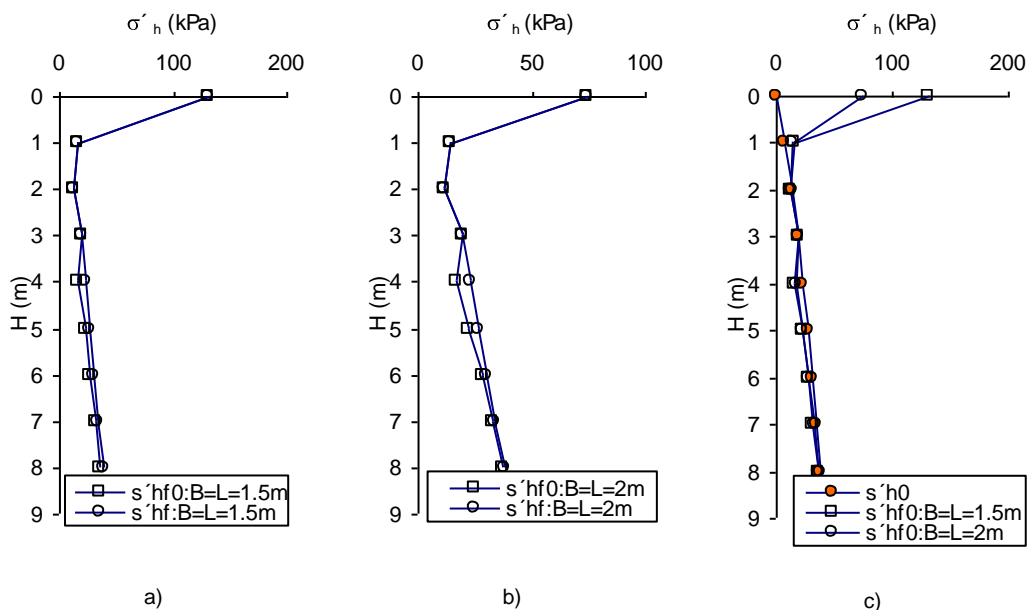 σ´ h (kPa)
0 100 200
0
1
2
3
4
5
6
7
8
9
H (m)
s´hf0:B=L=1.5m
s´hf:B=L=1.5m
a)
σ´ h (kPa)
0 50 100
0
1
2
3
4
5
6
7
8
9
H (m)
s´hf0:B=L=2m
s´hf:B=L=2m
b)
σ´ h (kPa)
0 100 200
0
1
2
3
4
5
6
7
8
9
H (m)
s´h0
s´hf0:B=L=1.5m
s´hf0:B=L=2m
c)